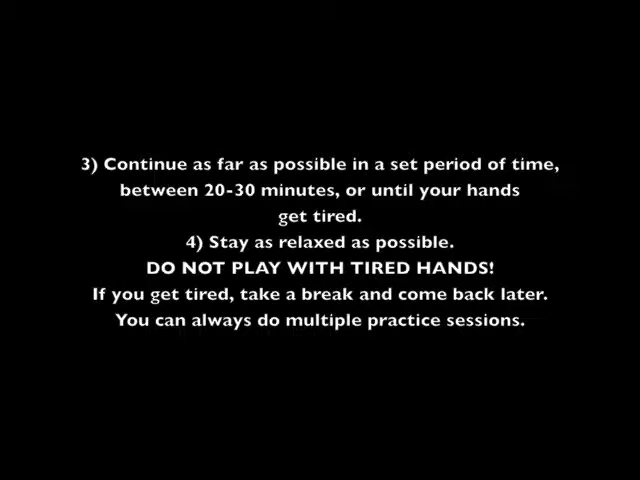 3) Continue as far as possible in a set period of time,
between 20-30 minutes, or until your hands
get tired.
4) Stay as relaxed as possible.
DO NOT PLAY WITH TIRED HANDS!
If you get tired, take a break and come back later.
You can always do multiple practice sessions.